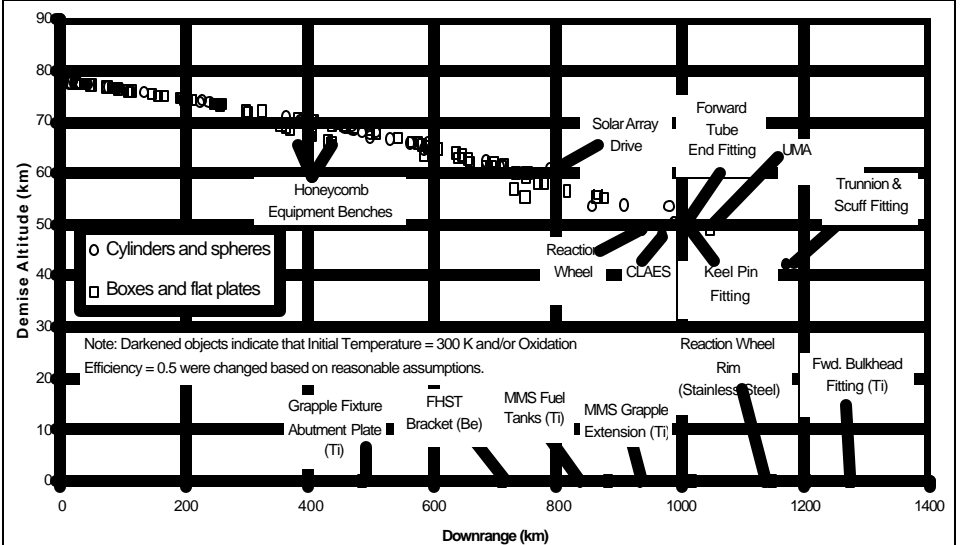 90
80
70
60
50
40
30
20
10
0
Demise Altitude (km)
Solar Array
Drive
Forward
Tube
End Fitting
UMA
Trunnion &
Scuff Fitting
Honeycomb
Equipment Benches
Cylinders and spheres
Boxes and flat plates
Reaction
Wheel
CLAES
Keel Pin
Fitting
Note: Darkened objects indicate that Initial Temperature = 300 K and/or Oxidation
Efficiency = 0.5 were changed based on reasonable assumptions.
Grapple Fixture
Abutment Plate
(Ti)
FHST
Bracket (Be)
MMS Fuel
Tanks (Ti)
MMS Grapple
Extension (Ti)
Reaction Wheel
Rim
(Stainless Steel)
Fwd. Bulkhead
Fitting (Ti)
0 200 400 600 800 1000 1200 1400
Downrange (km)